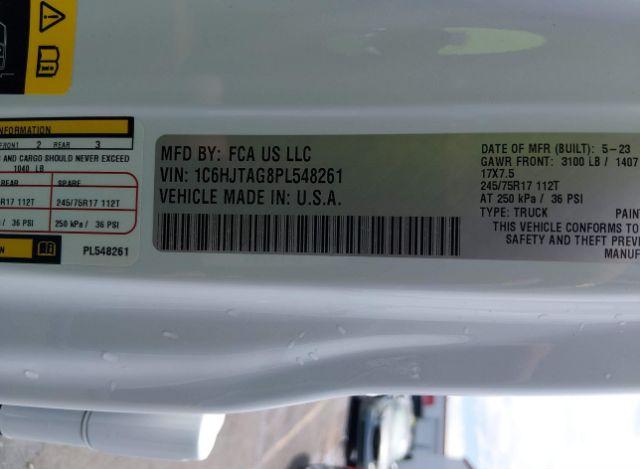 NFORMATION
FRONT 2 REAR 3
AND CARGO SHOULD NEVER EXCEED
1040 LB
REAR SPARE
R17 112T 245/75R17 112T
/ 36 PSI 250 kPa / 36 PSI
ON
PL548261
MFD BY: FCA US LLC
VIN: 1C6HJTAG8PL548261
VEHICLE MADE IN: U.S.A.
DATE OF MFR (BUILT): 5-23
GAWR FRONT: 3100 LB / 1407
17X7.5
245/75R17 112T
AT 250 kPa / 36 PSI
TYPE: TRUCK PAIN
THIS VEHICLE CONFORMS TO
SAFETY AND THEFT PREVE
MANUF